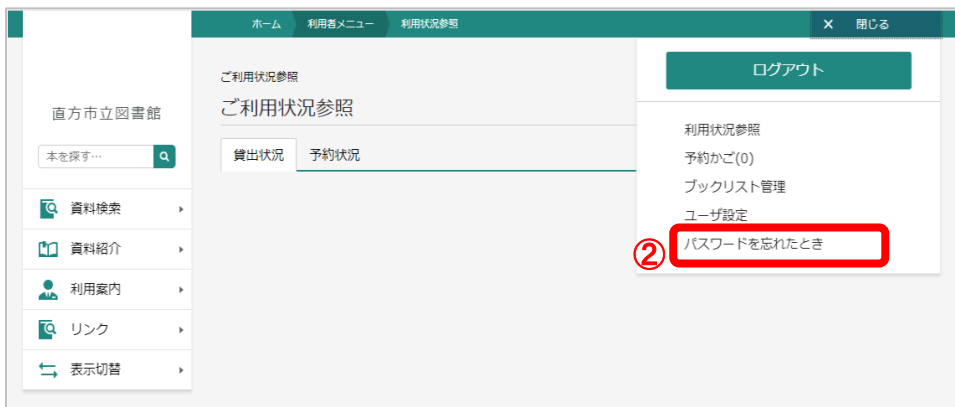 ホーム 利用者メニュー 利用状況参照 × 閉じる
直方市立図書館
本を探す…
資料検索
資料紹介
利用案内
リンク
表示切替
ご利用状況参照
ご利用状況参照
貸出状況 予約状況
ログアウト
利用状況参照
予約かご(0)
ブックリスト管理
ユーザ設定
② パスワードを忘れたとき